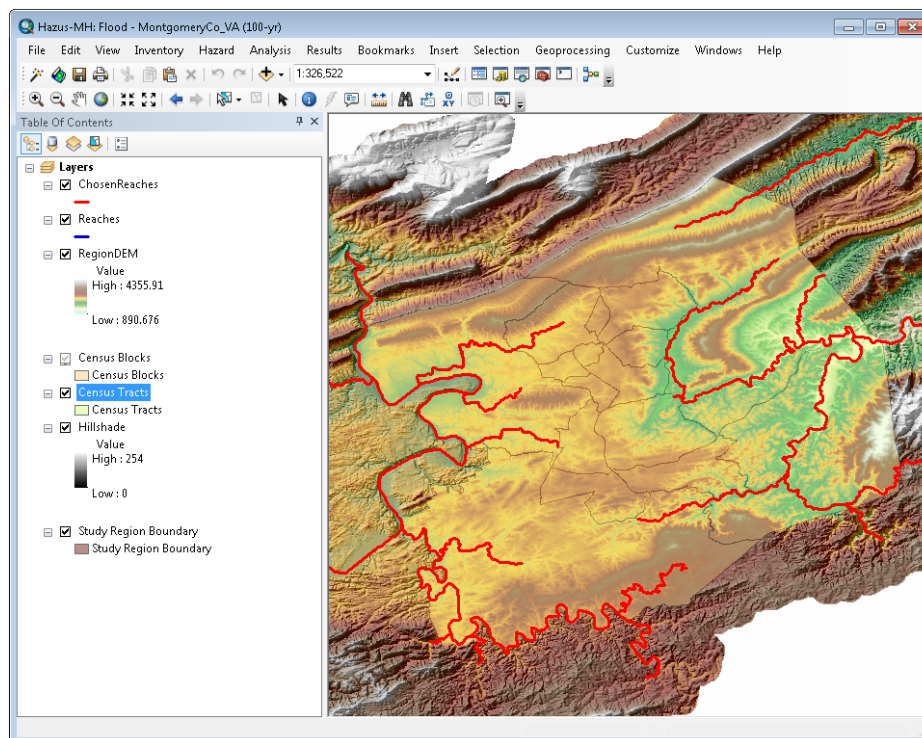 Hazus-MH: Flood - MontgomeryCo_VA (100-yr)
File Edit View Inventory Hazard Analysis Results Bookmarks Insert Selection Geoprocessing Customize Windows Help
1:326,522
Table Of Contents
Layers
ChosenReaches
Reaches
RegionDEM
Value
High : 4355.91
Low : 890.676
Census Blocks
Census Blocks
Census Tracts
Census Tracts
Hillshade
Value
High : 254
Low : 0
Study Region Boundary
Study Region Boundary